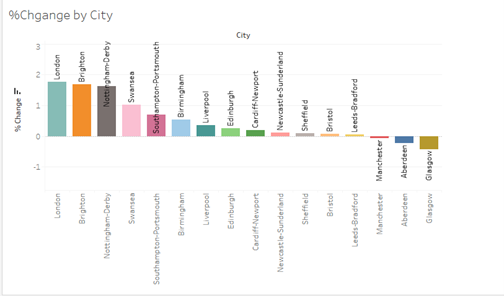 %Chgange by City
City
% Change
3
2
1
0
-1
London
Brighton
Nottingham-Derby
Swansea
Southampton-Portsmouth
Birmingham
Liverpool
Edinburgh
Cardiff-Newport
Newcastle-Sunderland
Sheffield
Bristol
Leeds-Bradford
Manchester
Aberdeen
Glasgow
London
Brighton
Nottingham-Derby
Swansea
Southampton-Portsmouth
Birmingham
Liverpool
Edinburgh
Cardiff-Newport
Newcastle-Sunderland
Sheffield
Bristol
Leeds-Bradford
Manchester
Aberdeen
Glasgow